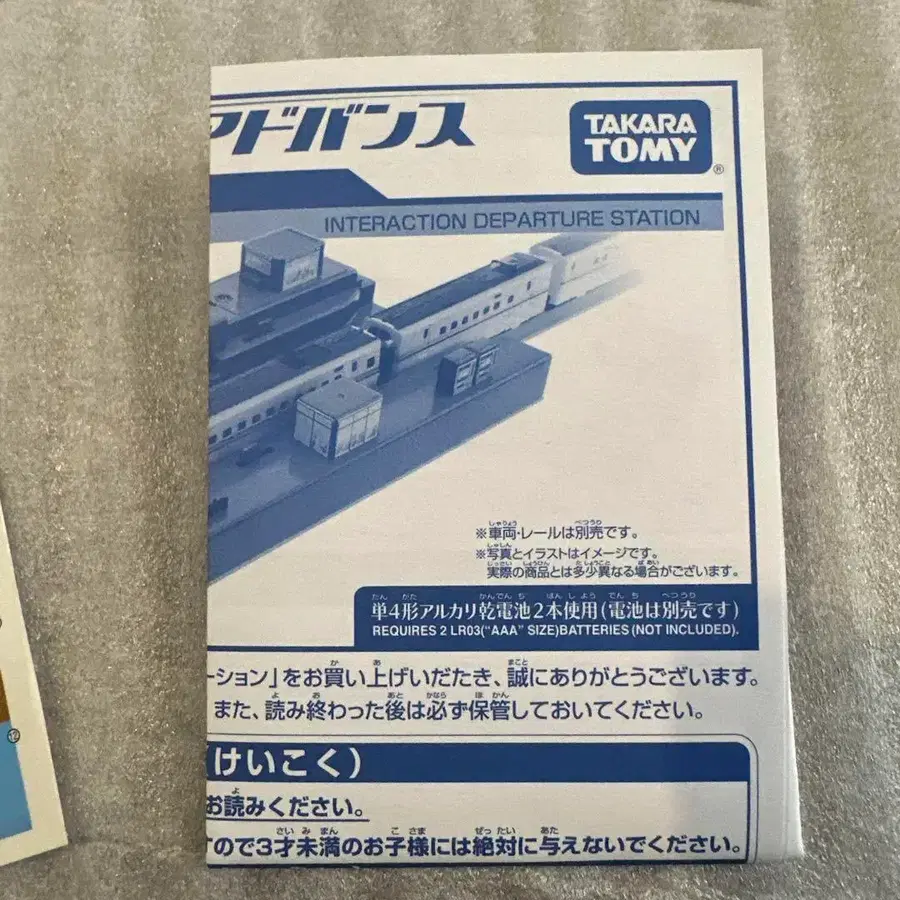 アドバンス
TAKARA
TOMY
®
INTERACTION DEPARTURE STATION
※車両・レールは別売です。
※写真とイラストはイメージです。
実際の商品とは多少異なる場合がございます。
単4形アルカリ乾電池2本使用(電池は別売です)
REQUIRES 2 LR03("AAA" SIZE)BATTERIES(NOT INCLUDED).
ーション」をお買い上げいだたき、誠にありがとうございます。
また、読み終わった後は必ず保管しておいてください。
(けいこく)
お読みください。
すので3才未満のお子様には絶対に与えないでください。